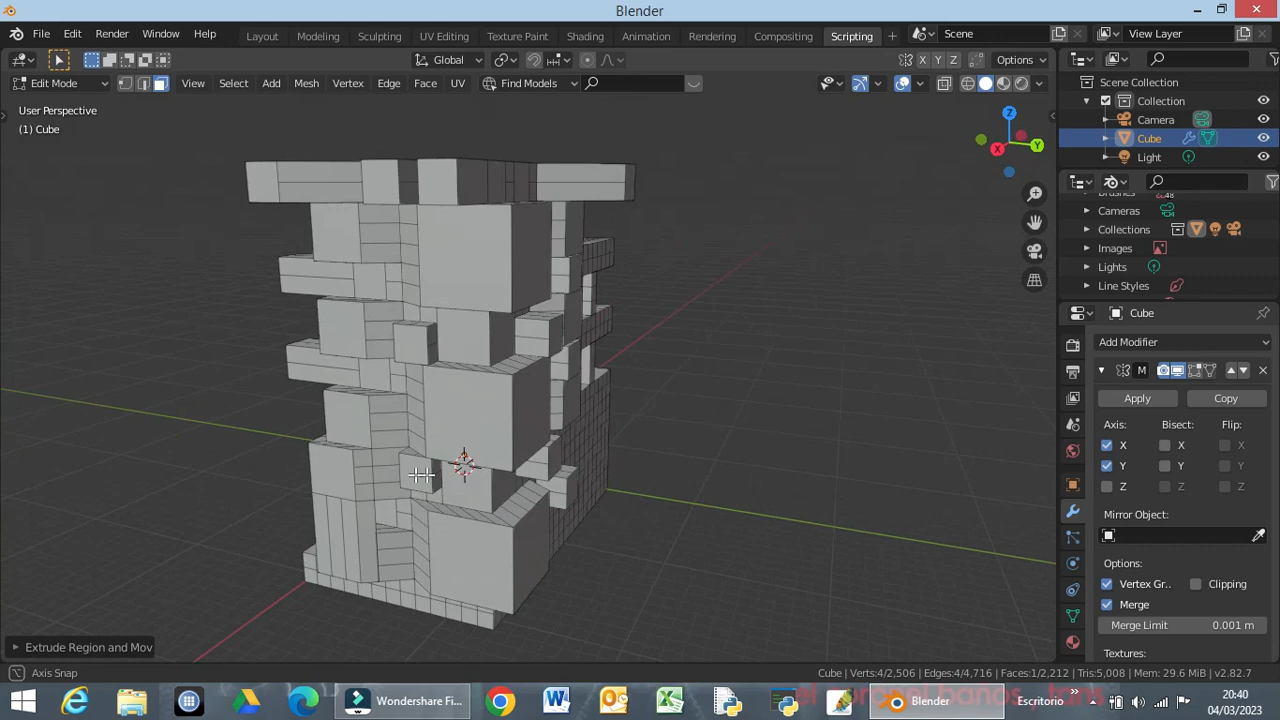 Blender
File Edit Render Window Help
Layout Modeling Sculpting UV Editing Texture Paint Shading Animation Rendering Compositing Scripting
Scene
View Layer
Global
X Y Z
Options
Edit Mode
View Select Add Mesh Vertex Edge Face UV
Find Models
User Perspective
(1) Cube
Z
X
Y
Scene Collection
Collection
Camera
Cube
Light
Cameras
Collections
Images
Lights
Line Styles
Cube
Add Modifier
M
Apply
Copy
Axis: Bisect: Flip:
X X X
Y Y Y
Z Z Z
Mirror Object:
Options:
Vertex Gr.. Clipping
Merge
Merge Limit 0.001 m
Textures:
Extrude Region and Mov
Axis Snap
Cube | Verts:4/2,506 | Edges:4/4,716 | Faces:1/2,212 | Tris:5,008 | Mem: 29.6 MiB | v2.82.7
Wondershare Fi...
Blender
Escritorio
20:40
04/03/2023